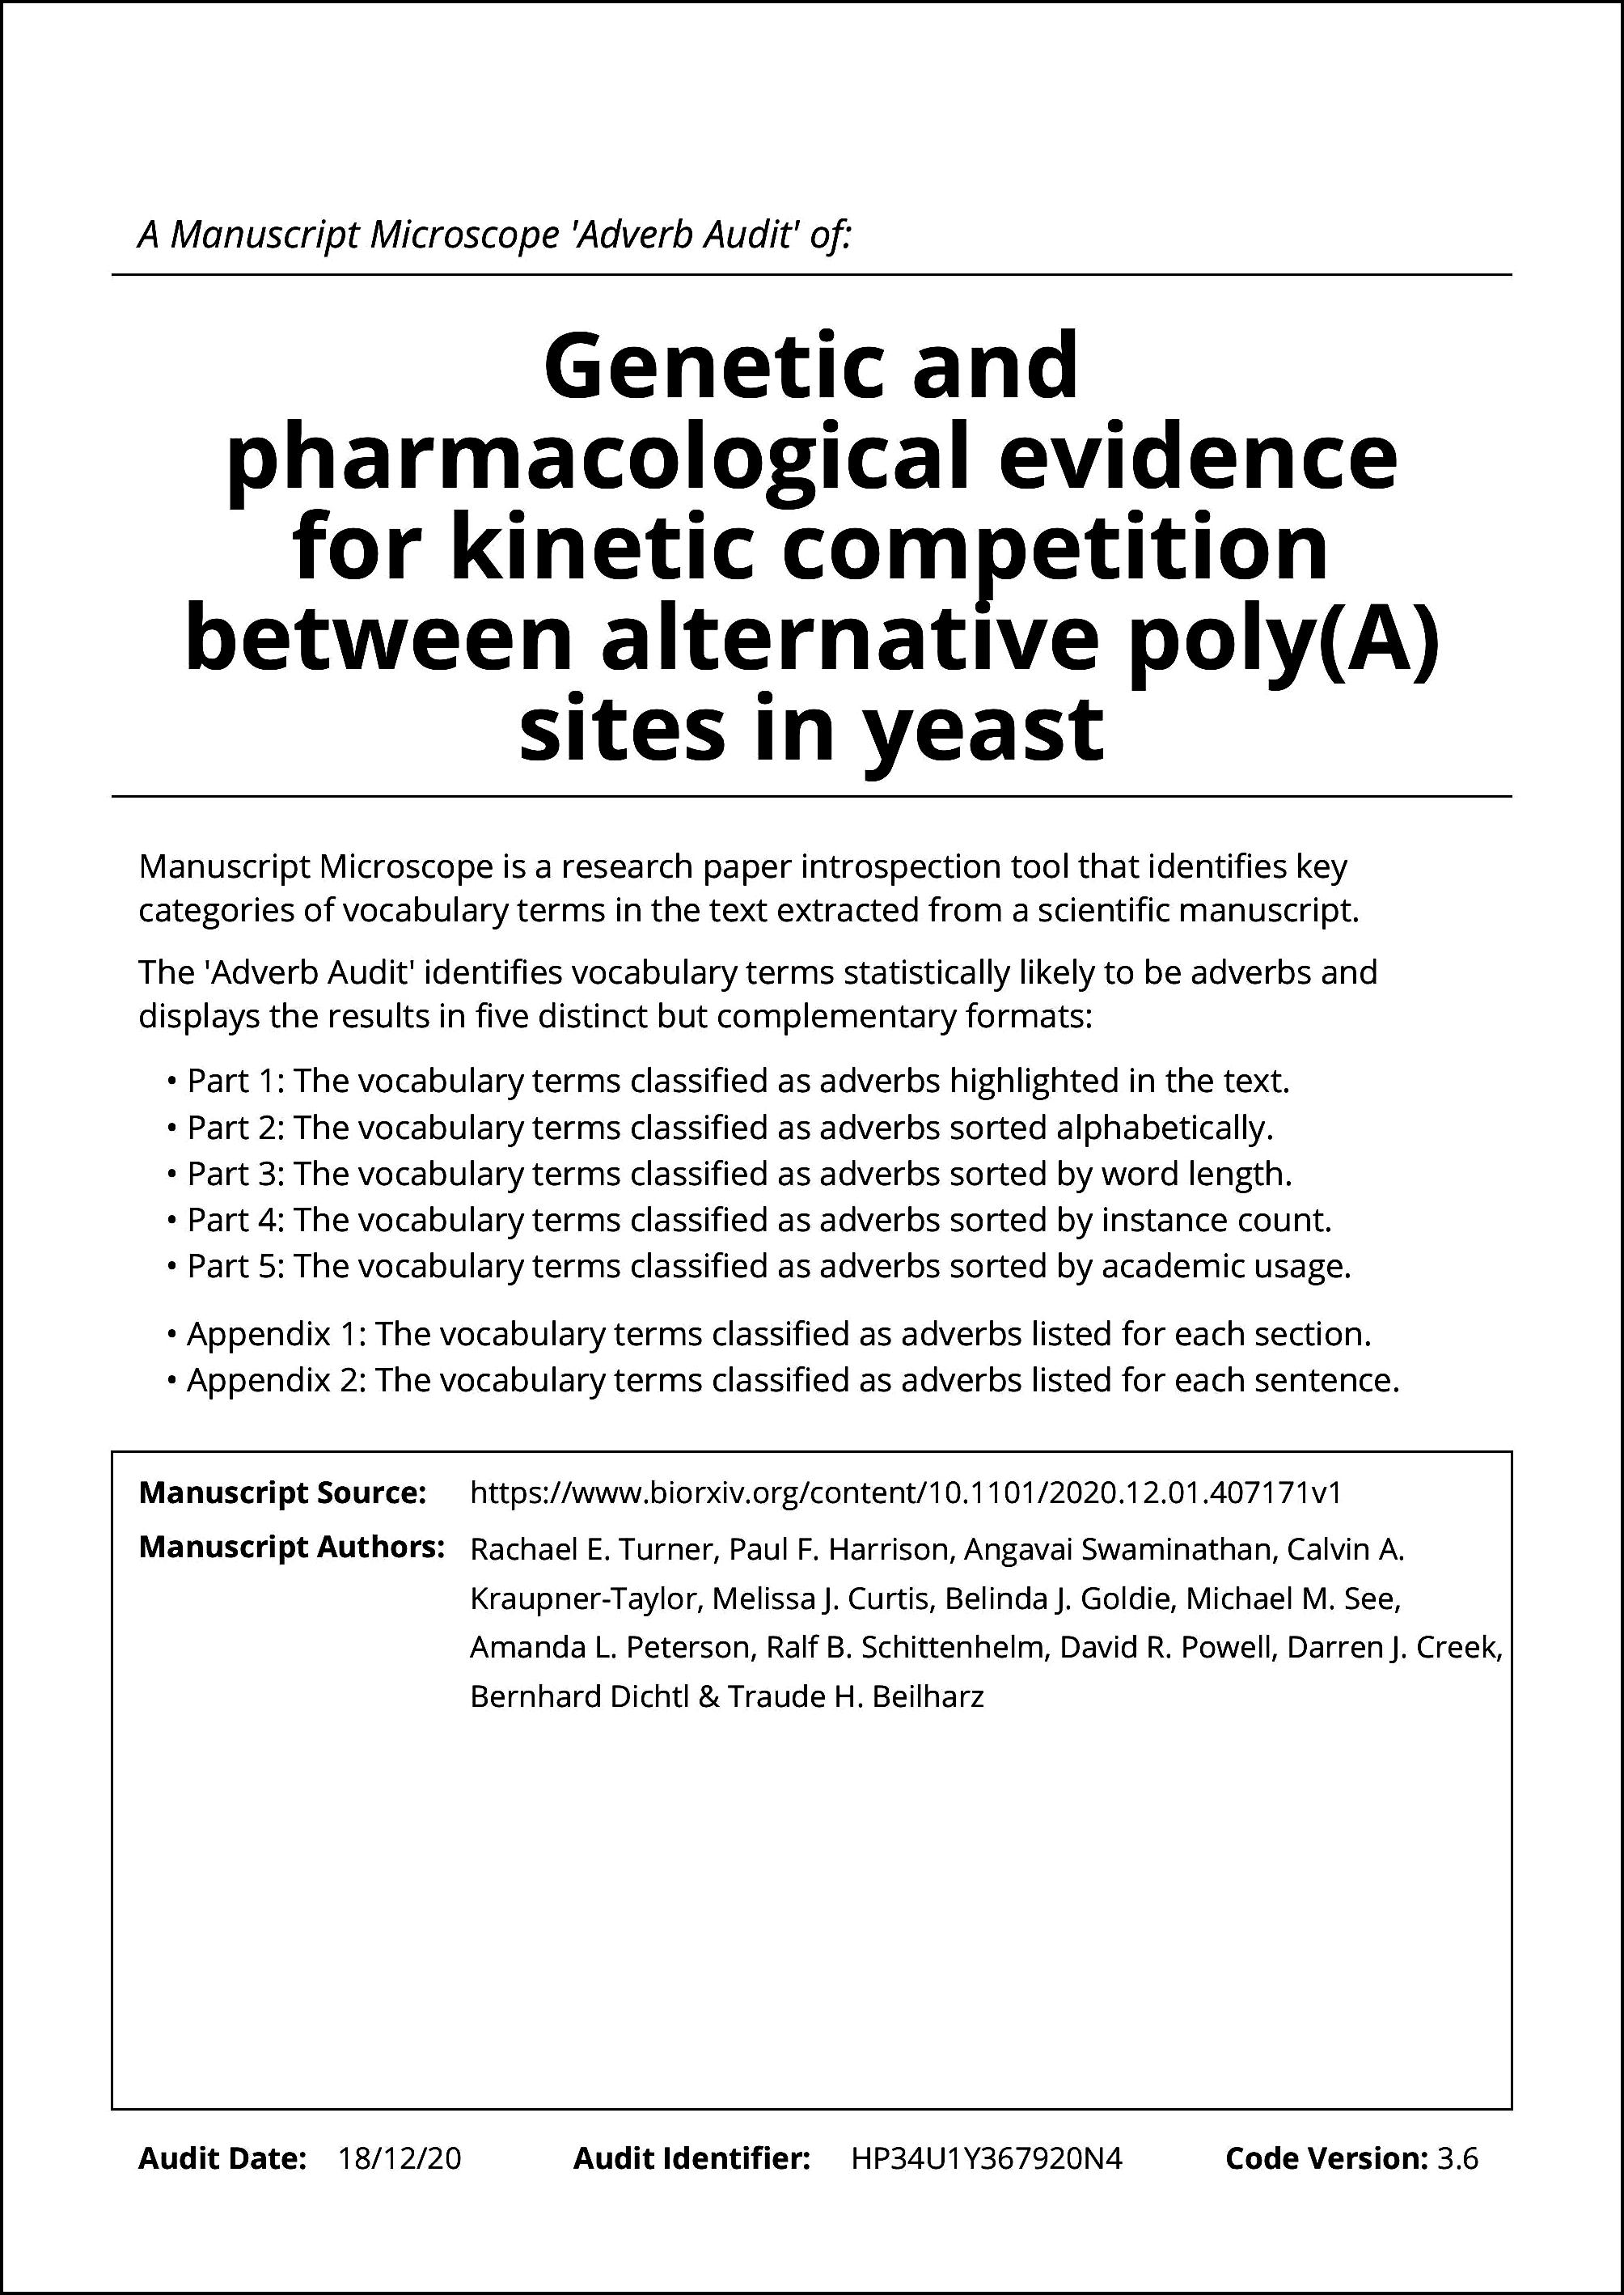 A Manuscript Microscope 'Adverb Audit' of:
Genetic and
pharmacological evidence
for kinetic competition
between alternative poly(A)
sites in yeast
Manuscript Microscope is a research paper introspection tool that identifies key
categories of vocabulary terms in the text extracted from a scientific manuscript.
The 'Adverb Audit' identifies vocabulary terms statistically likely to be adverbs and
displays the results in five distinct but complementary formats:
• Part 1: The vocabulary terms classified as adverbs highlighted in the text.
• Part 2: The vocabulary terms classified as adverbs sorted alphabetically.
• Part 3: The vocabulary terms classified as adverbs sorted by word length.
• Part 4: The vocabulary terms classified as adverbs sorted by instance count.
• Part 5: The vocabulary terms classified as adverbs sorted by academic usage.
• Appendix 1: The vocabulary terms classified as adverbs listed for each section.
• Appendix 2: The vocabulary terms classified as adverbs listed for each sentence.
Manuscript Source: https://www.biorxiv.org/content/10.1101/2020.12.01.407171v1
Manuscript Authors: Rachael E. Turner, Paul F. Harrison, Angavai Swaminathan, Calvin A.
Kraupner-Taylor, Melissa J. Curtis, Belinda J. Goldie, Michael M. See,
Amanda L. Peterson, Ralf B. Schittenhelm, David R. Powell, Darren J. Creek,
Bernhard Dichtl & Traude H. Beilharz
Audit Date: 18/12/20 Audit Identifier: HP34U1Y367920N4 Code Version: 3.6